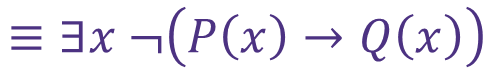 ≡ ∃x ¬(P(x) → Q(x))